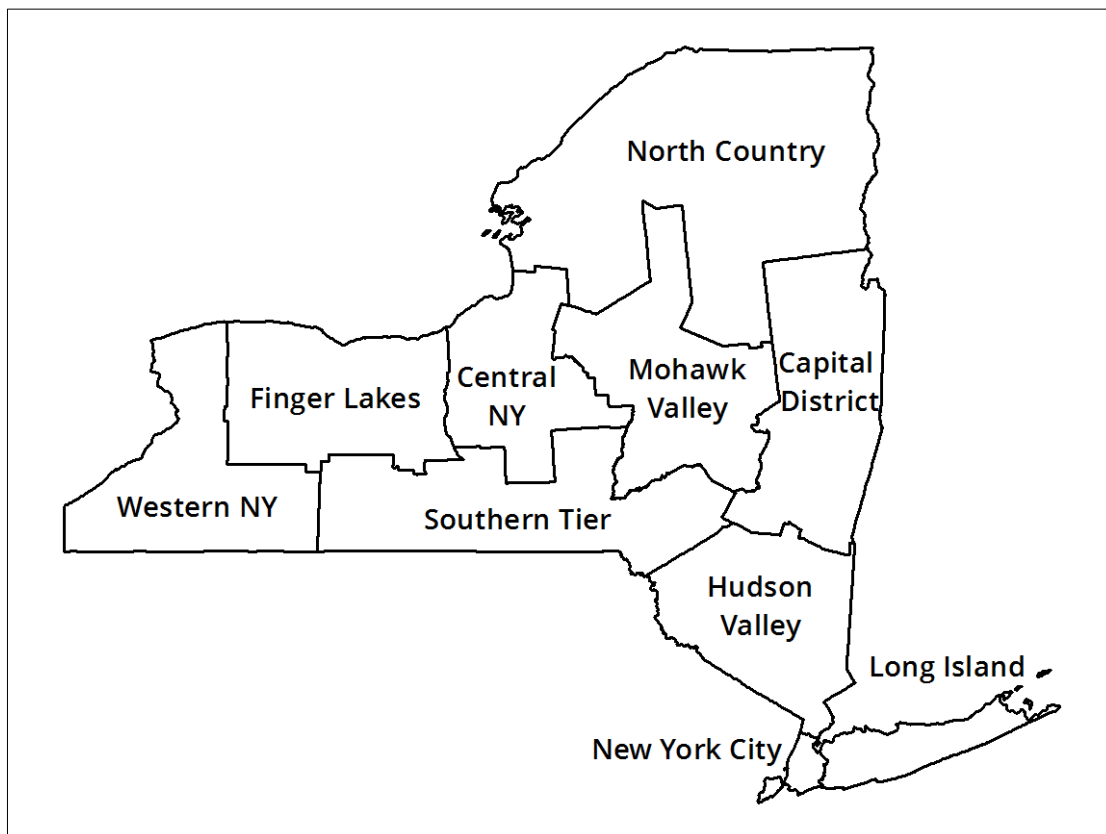 North Country
Finger Lakes
Central
NY
Mohawk
Valley
Capital
District
Western NY
Southern Tier
Hudson
Valley
Long Island
New York City